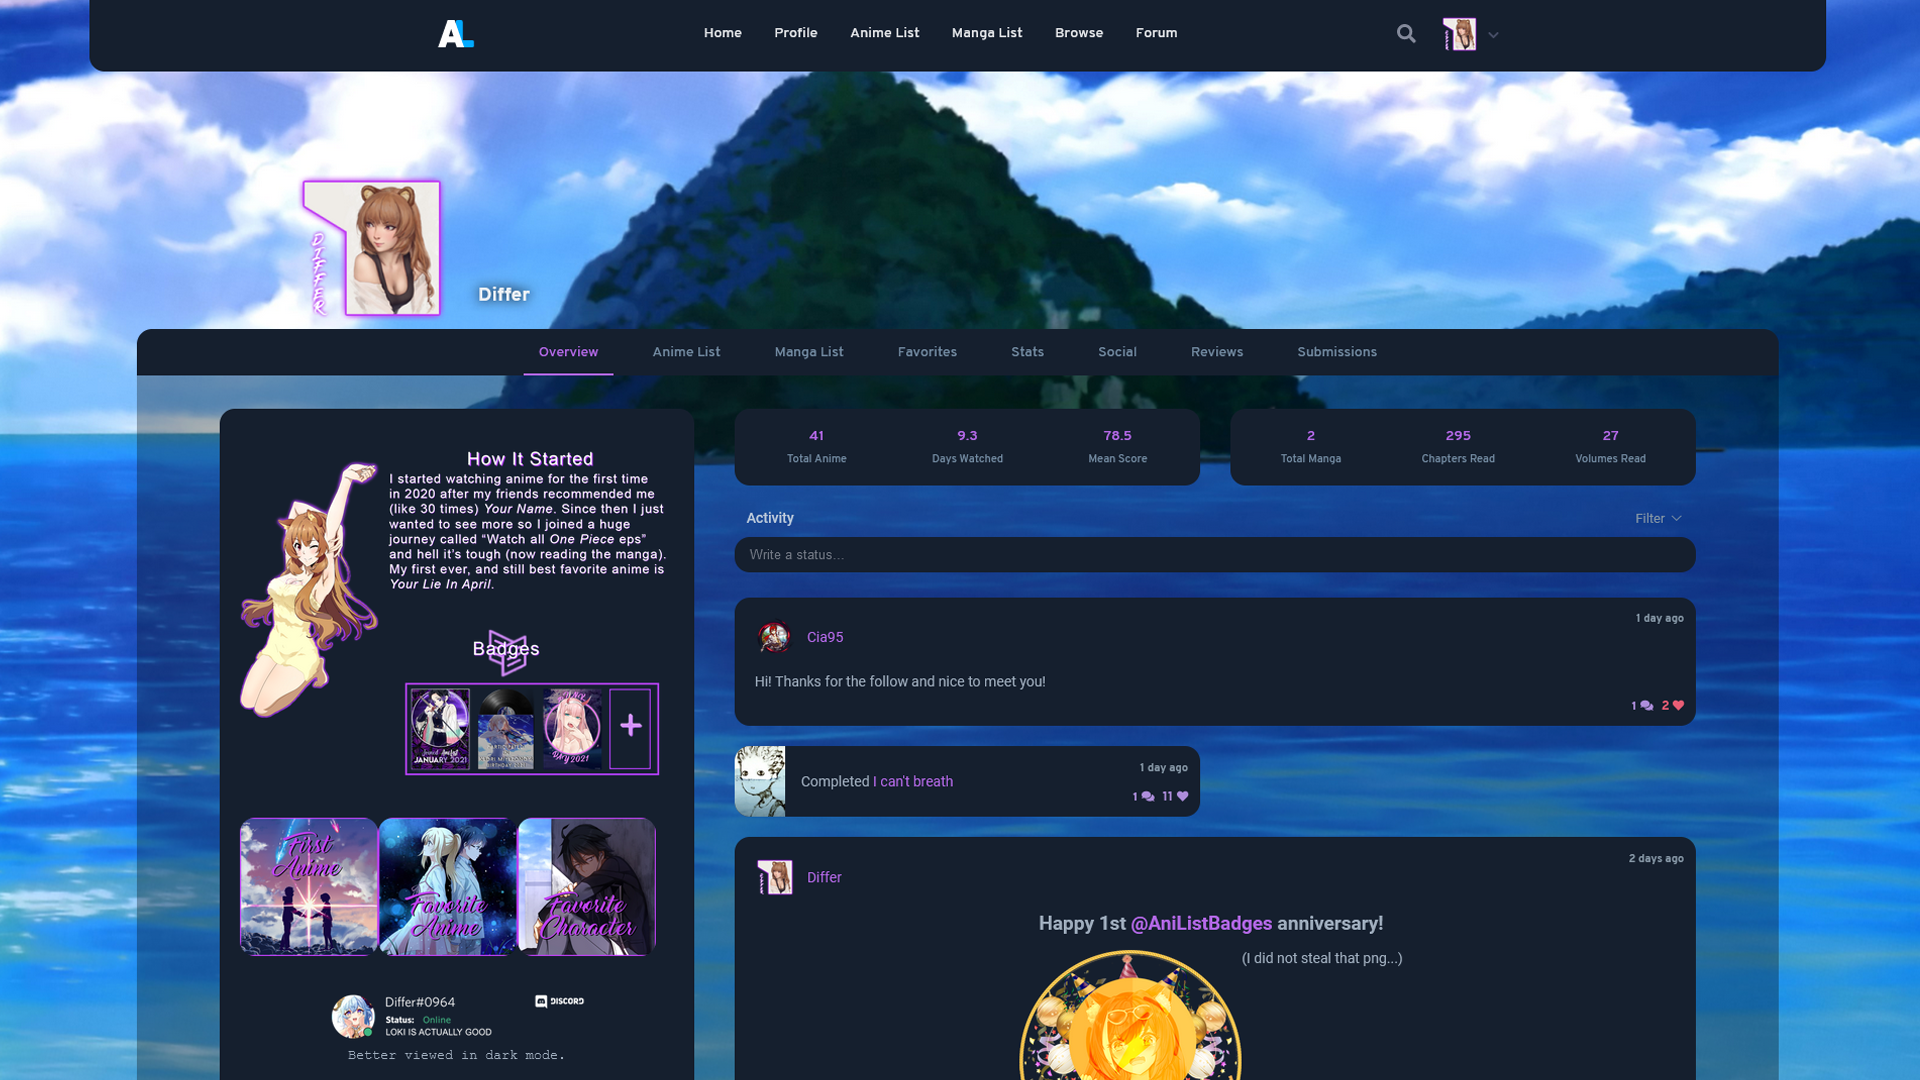 AL
Home Profile Anime List Manga List Browse Forum
DIFFER
Differ
Overview Anime List Manga List Favorites Stats Social Reviews Submissions
How It Started
I started watching anime for the first time
in 2020 after my friends recommended me
(like 30 times) Your Name. Since then I just
wanted to see more so I joined a huge
journey called “Watch all One Piece eps”
and hell it's tough (now reading the manga).
My first ever, and still best favorite anime is
Your Lie In April.
Badges
Joined AniList
JANUARY 2021
First
Anime
Favorite
Anime
Favorite
Character
Differ#0964
DISCORD
Status: Online
LOKI IS ACTUALLY GOOD
Better viewed in dark mode.
41 9.3 78.5
Total Anime Days Watched Mean Score
2 295 27
Total Manga Chapters Read Volumes Read
Activity
Filter
Write a status...
Cia95
1 day ago
Hi! Thanks for the follow and nice to meet you!
1 2
Completed I can't breath
1 day ago
1 11
Differ
2 days ago
Happy 1st @AniListBadges anniversary!
(I did not steal that png...)